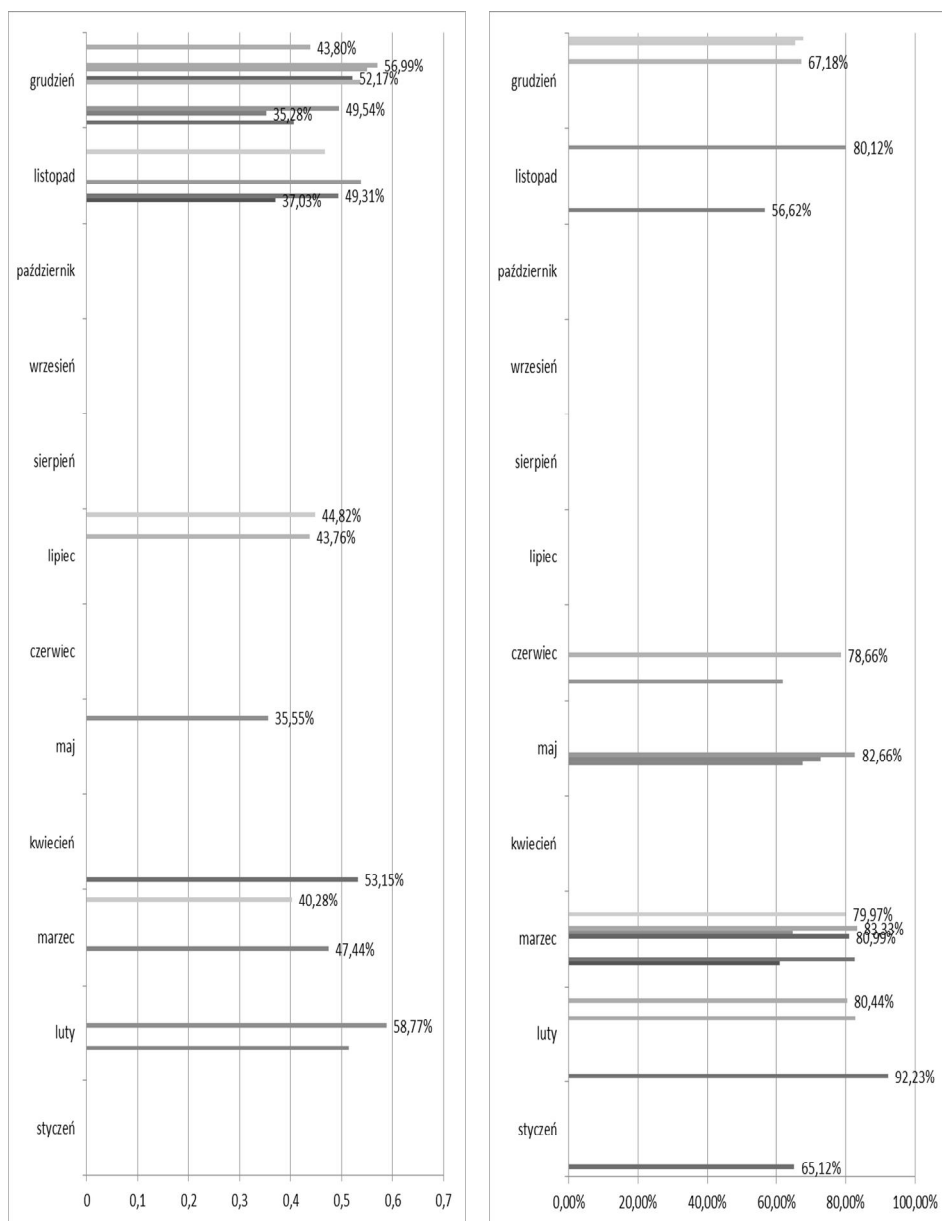 43,80%
56,99%
52,17%
grudzień
49,54%
35,28%
listopad
49,31%
37,03%
październik
wrzesień
sierpień
44,82%
43,76%
lipiec
czerwiec
35,55%
maj
kwiecień
53,15%
40,28%
marzec
47,44%
58,77%
luty
styczeń
0 0,1 0,2 0,3 0,4 0,5 0,6 0,7
67,18%
grudzień
80,12%
listopad
56,62%
październik
wrzesień
sierpień
lipiec
czerwiec
78,66%
maj
82,66%
kwiecień
79,97%
83,33%
80,99%
marzec
80,44%
luty
92,23%
styczeń
65,12%
0,00% 20,00% 40,00% 60,00% 80,00% 100,00%